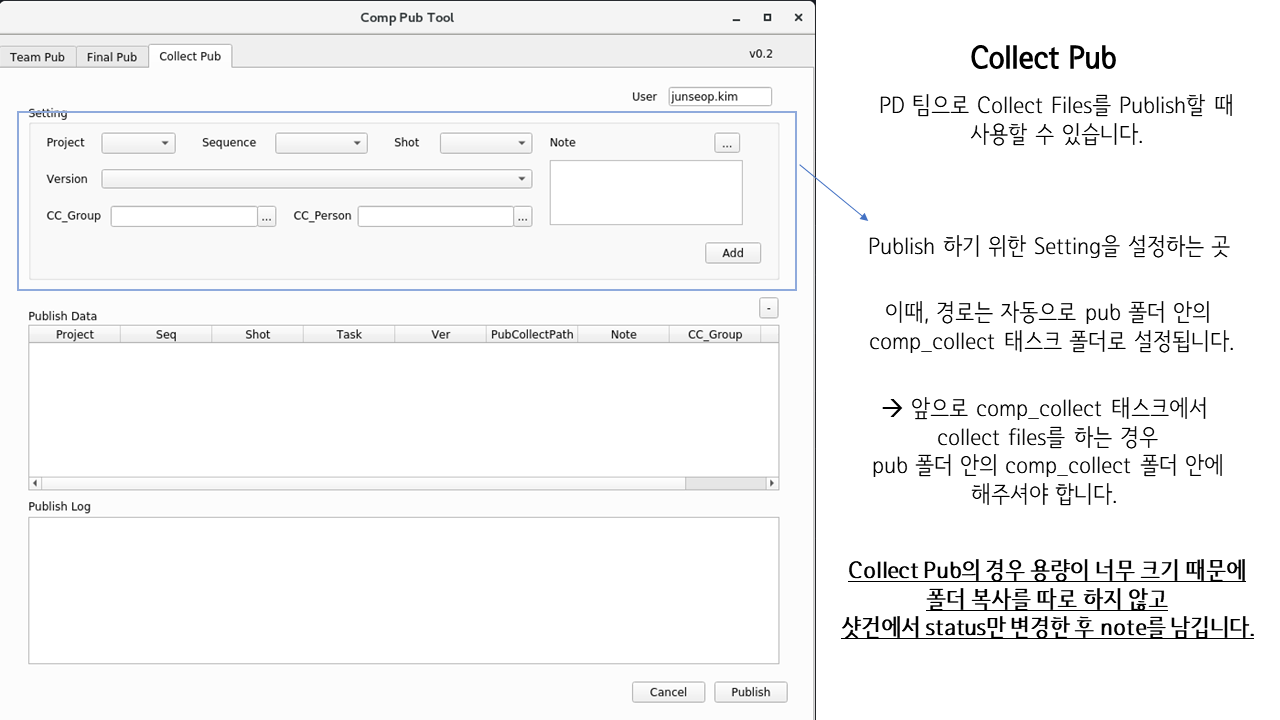 Comp Pub Tool
Team Pub
Final Pub
Collect Pub
v0.2
User
junseop.kim
Setting
Project
Sequence
Shot
Note
...
Version
CC_Group
...
CC_Person
...
Add
-
Publish Data
Project Seq Shot Task Ver PubCollectPath Note CC_Group
Publish Log
Cancel
Publish
Collect Pub
PD 팀으로 Collect Files를 Publish할 때
사용할 수 있습니다.
Publish 하기 위한 Setting을 설정하는 곳
이때, 경로는 자동으로 pub 폴더 안의
comp_collect 태스크 폴더로 설정됩니다.
→ 앞으로 comp_collect 태스크에서
collect files를 하는 경우
pub 폴더 안의 comp_collect 폴더 안에
해주셔야 합니다.
Collect Pub의 경우 용량이 너무 크기 때문에
폴더 복사를 따로 하지 않고
샷건에서 status만 변경한 후 note를 남깁니다.